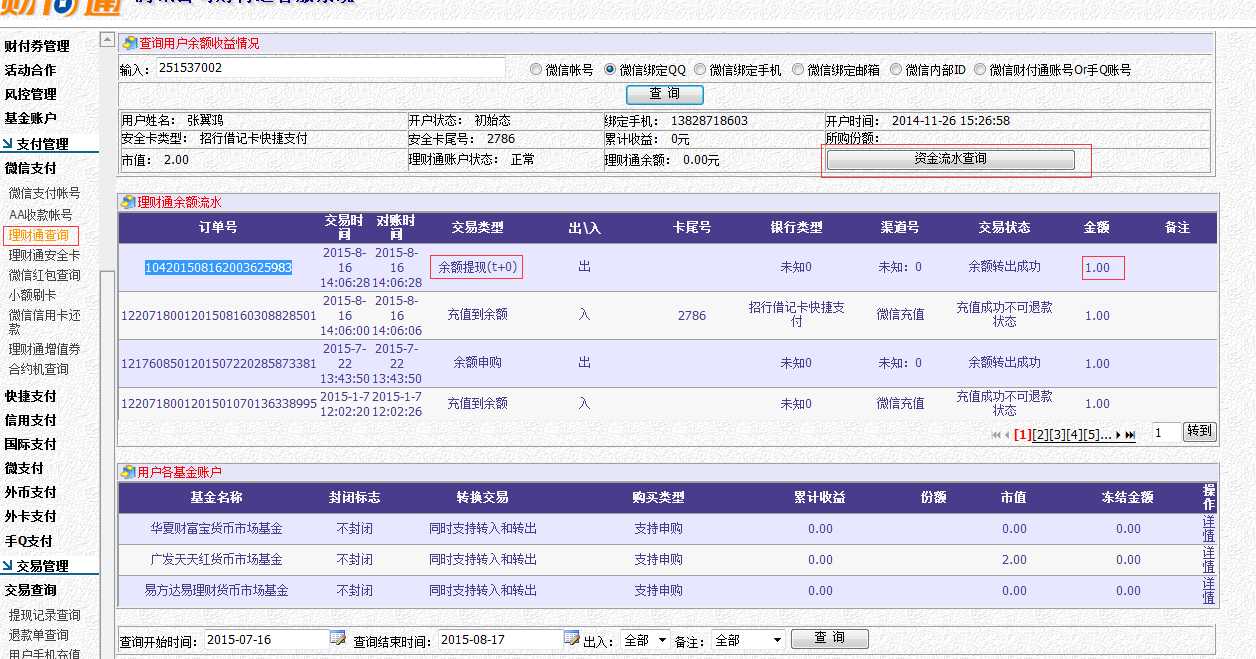 财付通
财付券管理
活动合作
风控管理
基金账户
支付管理
微信支付
微信支付帐号
AA收款帐号
理财通查询
理财通安全卡
微信红包查询
小额刷卡
微信信用卡还
款
理财通增值券
合约机查询
快捷支付
信用支付
国际支付
微支付
外币支付
外卡支付
手Q支付
交易管理
交易查询
提现记录查询
退款单查询
用户手机充值
查询用户余额收益情况
输入： 251537002 微信帐号 微信绑定QQ 微信绑定手机 微信绑定邮箱 微信内部ID 微信财付通账号Or手Q账号
查 询
用户姓名： 张翼鸿 开户状态： 初始态 绑定手机： 13828718603 开户时间： 2014-11-26 15:26:58
安全卡类型： 招行借记卡快捷支付 安全卡尾号： 2786 累计收益： 0元 所购份额：
市值： 2.00 理财通账户状态： 正常 理财通余额： 0.00元 资金流水查询
理财通余额流水
订单号 交易时间 对账时间 交易类型 出\入 卡尾号 银行类型 渠道号 交易状态 金额 备注
104201508162003625983 2015-8-16 14:06:28 2015-8-16 14:06:28 余额提现(t+0) 出 未知0 未知：0 余额转出成功 1.00
1220718001201508160308828501 2015-8-16 14:06:00 2015-8-16 14:06:06 充值到余额 入 2786 招行借记卡快捷支付 微信充值 充值成功不可退款状态 1.00
1217608501201507220285873381 2015-7-22 13:43:50 2015-7-22 13:43:50 余额申购 出 未知0 未知：0 余额转出成功 1.00
1220718001201501070136338995 2015-1-7 12:02:20 2015-1-7 12:02:26 充值到余额 入 未知0 微信充值 充值成功不可退款状态 1.00
[1][2][3][4][5]... 1 转到
用户各基金账户
基金名称 封闭标志 转换交易 购买类型 累计收益 份额 市值 冻结金额 操作
华夏财富宝货币市场基金 不封闭 同时支持转入和转出 支持申购 0.00 0.00 0.00 详情
广发天天红货币市场基金 不封闭 同时支持转入和转出 支持申购 0.00 2.00 0.00 详情
易方达易理财货币市场基金 不封闭 同时支持转入和转出 支持申购 0.00 0.00 0.00 详情
查询开始时间： 2015-07-16 查询结束时间： 2015-08-17 出入： 全部 备注： 全部 查 询